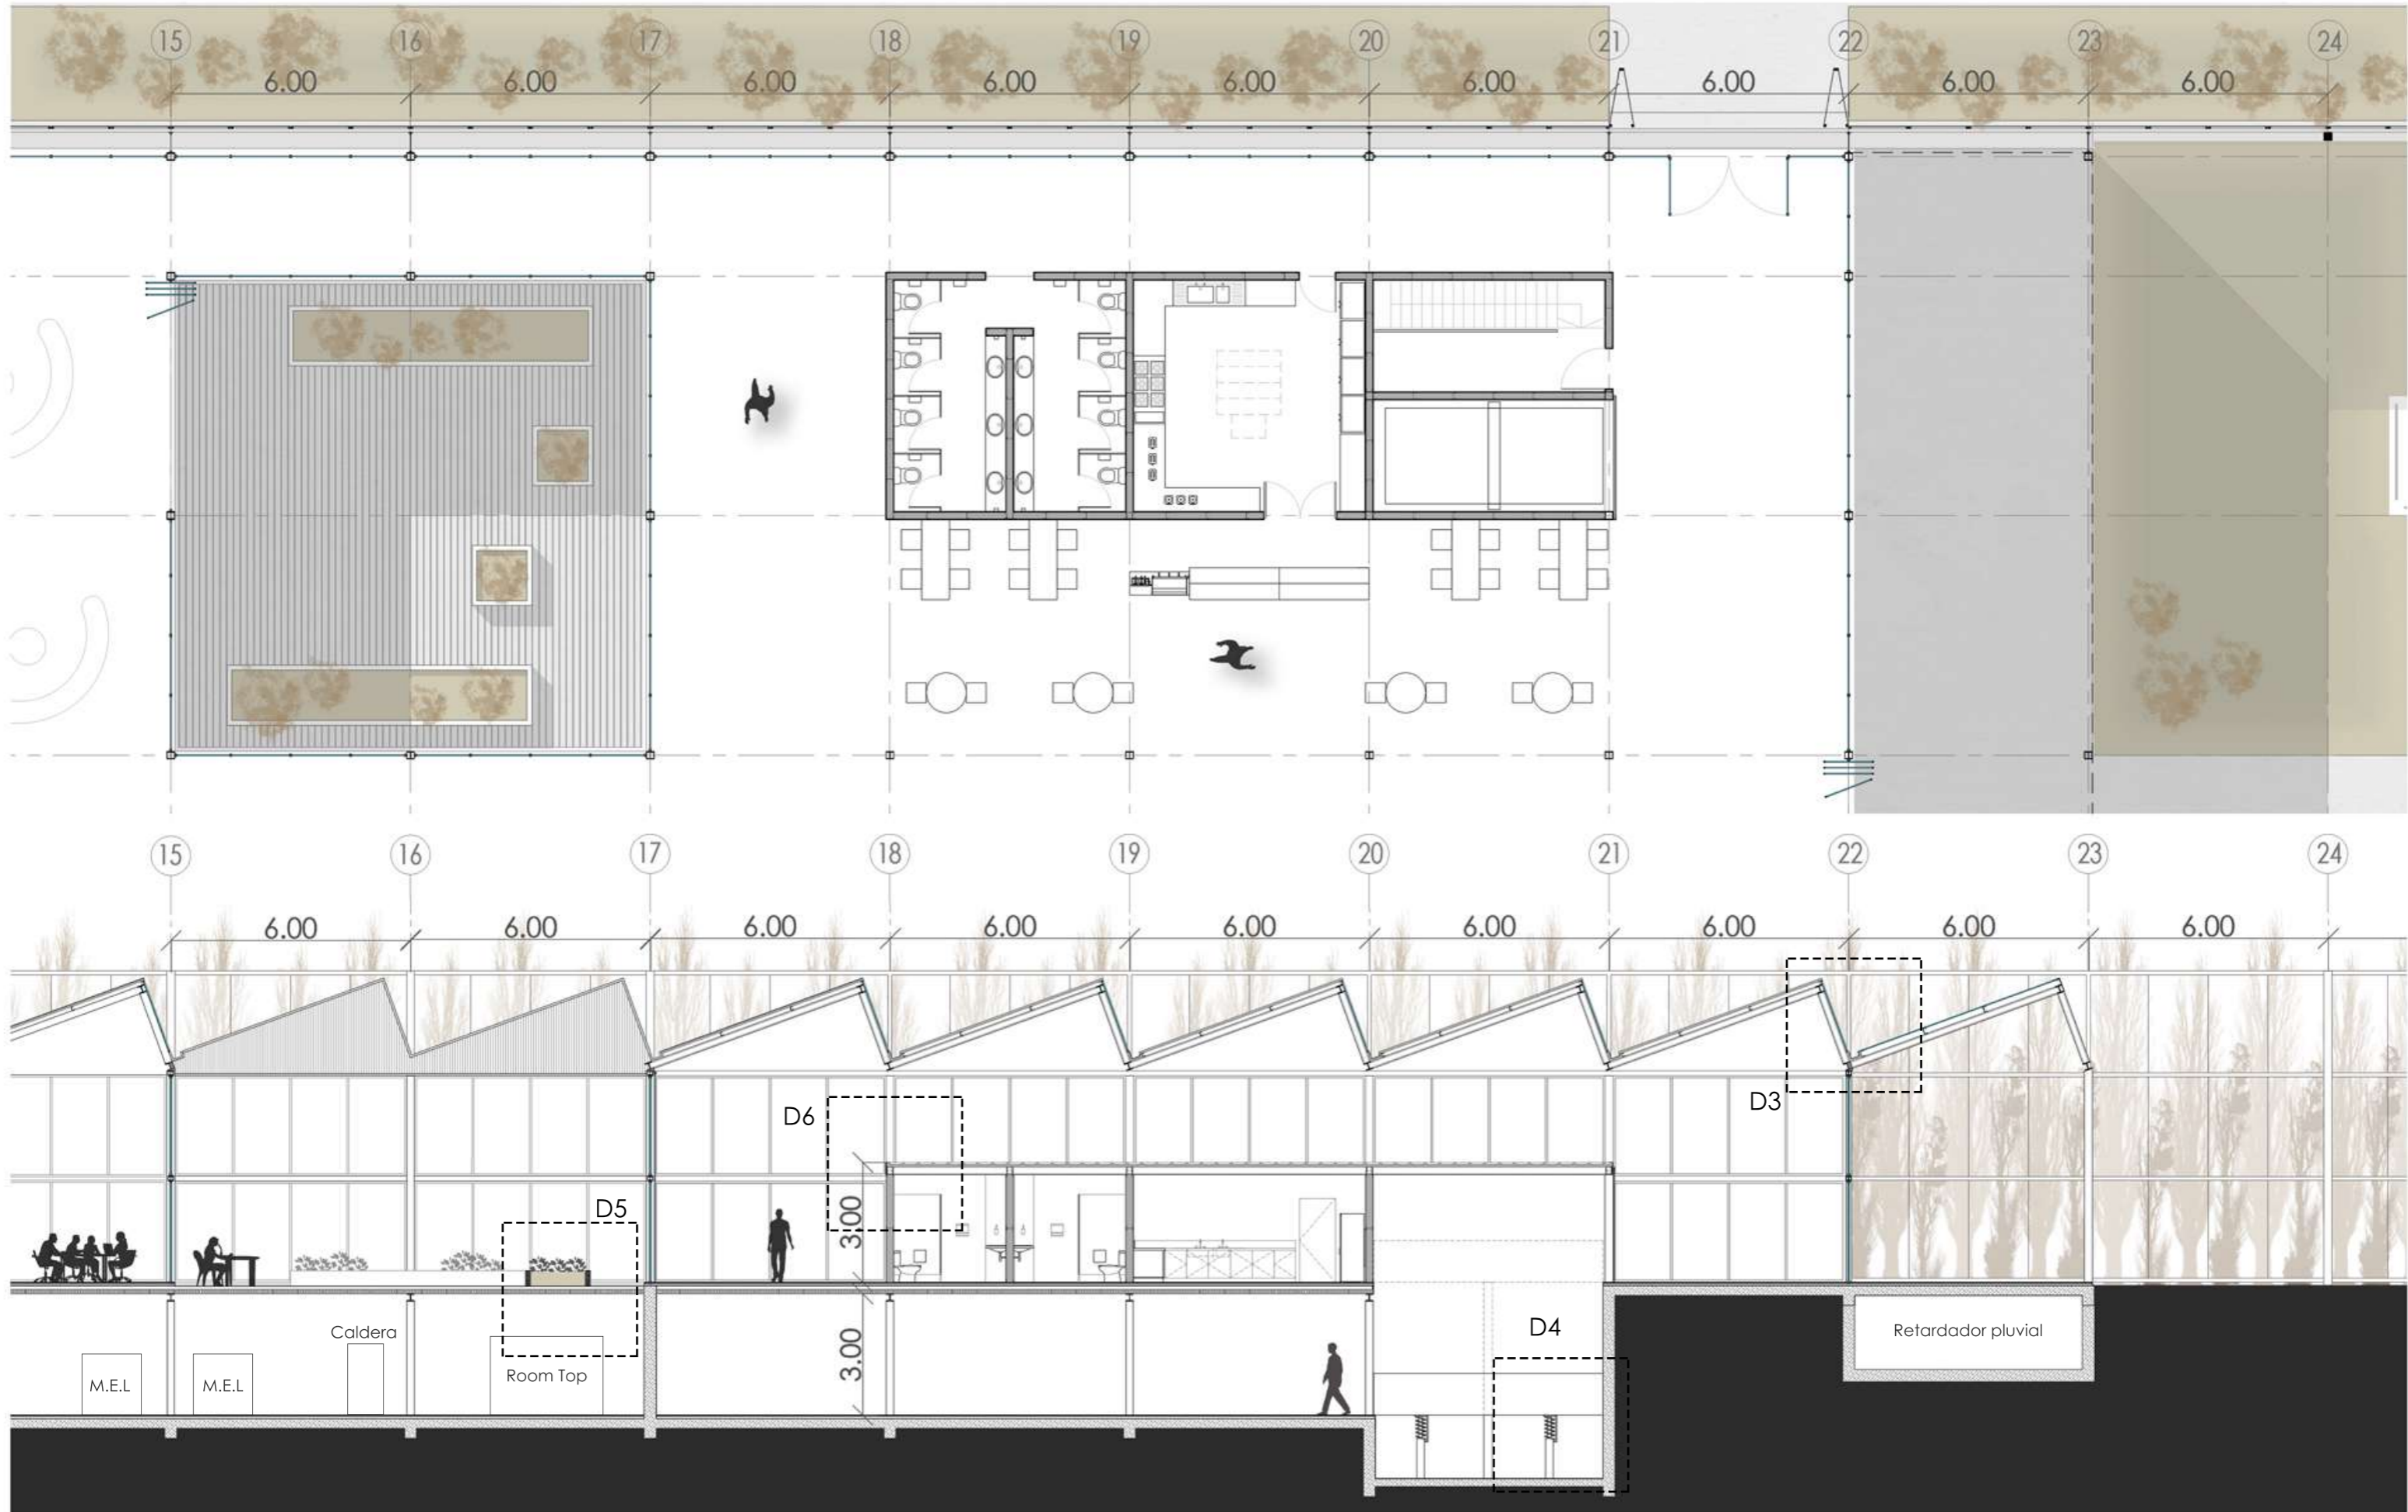 15 16 17 18 19 20 21 22 23 24
6.00 6.00 6.00 6.00 6.00 6.00 6.00 6.00 6.00
15 16 17 18 19 20 21 22 23 24
6.00 6.00 6.00 6.00 6.00 6.00 6.00 6.00 6.00
D3
D6
D5
3.00
D4
3.00
Caldera
Retardador pluvial
Room Top
M.E.L
M.E.L